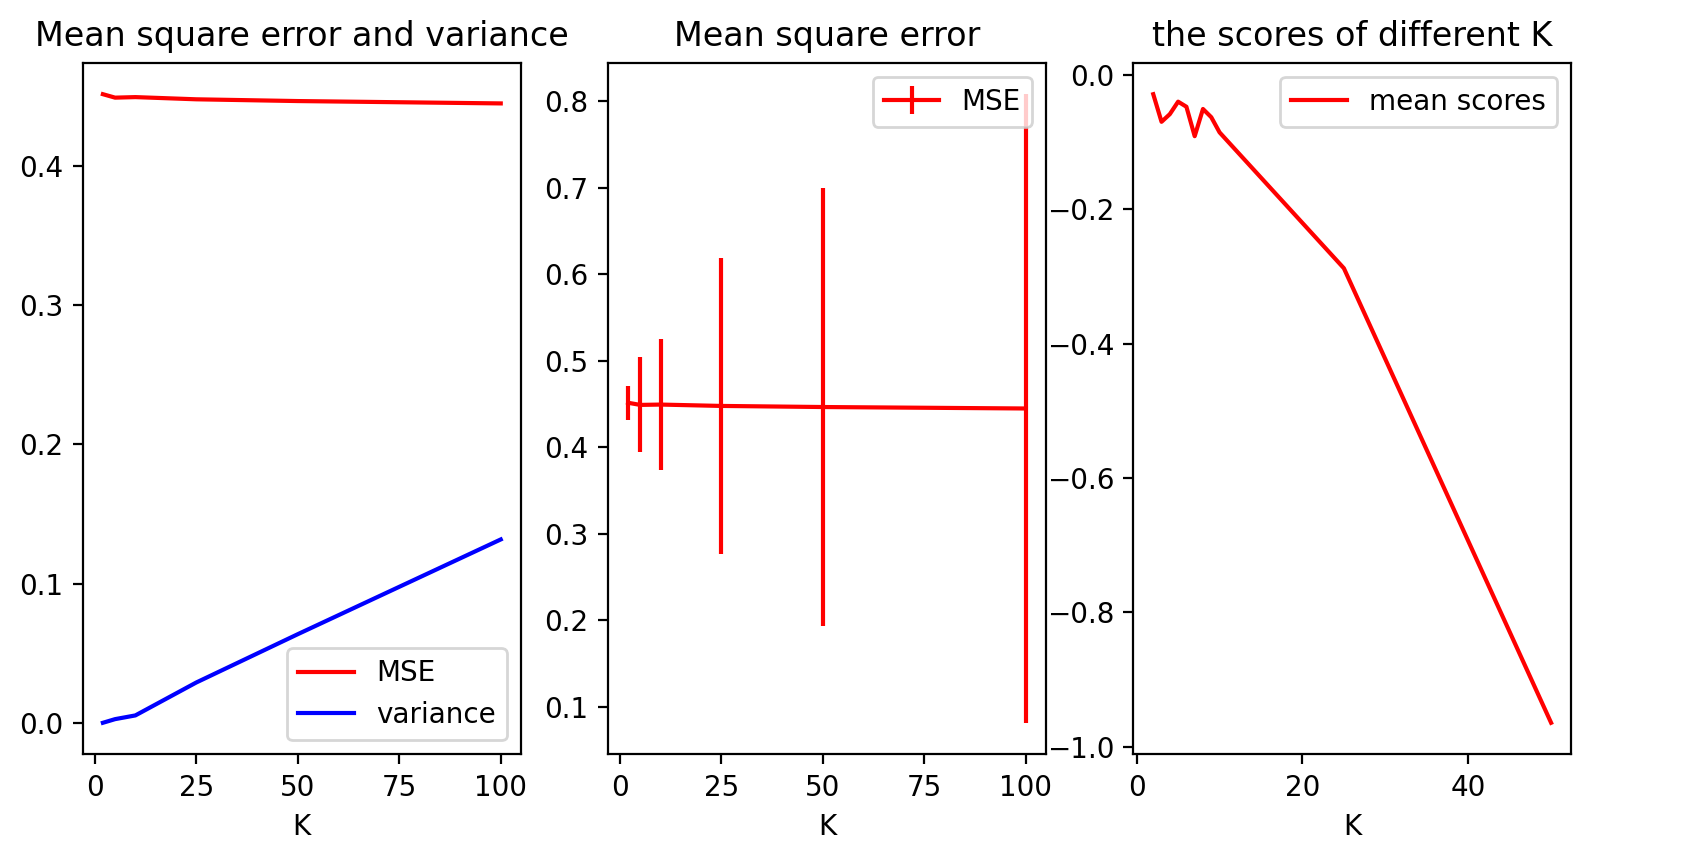 Mean square error and variance
0.4
0.3
0.2
0.1
0.0
MSE
variance
0 25 50 75 100
K
Mean square error
MSE
0.8
0.7
0.6
0.5
0.4
0.3
0.2
0.1
0 25 50 75 100
K
the scores of different K
mean scores
0.0
−0.2
−0.4
−0.6
−0.8
−1.0
0 20 40
K